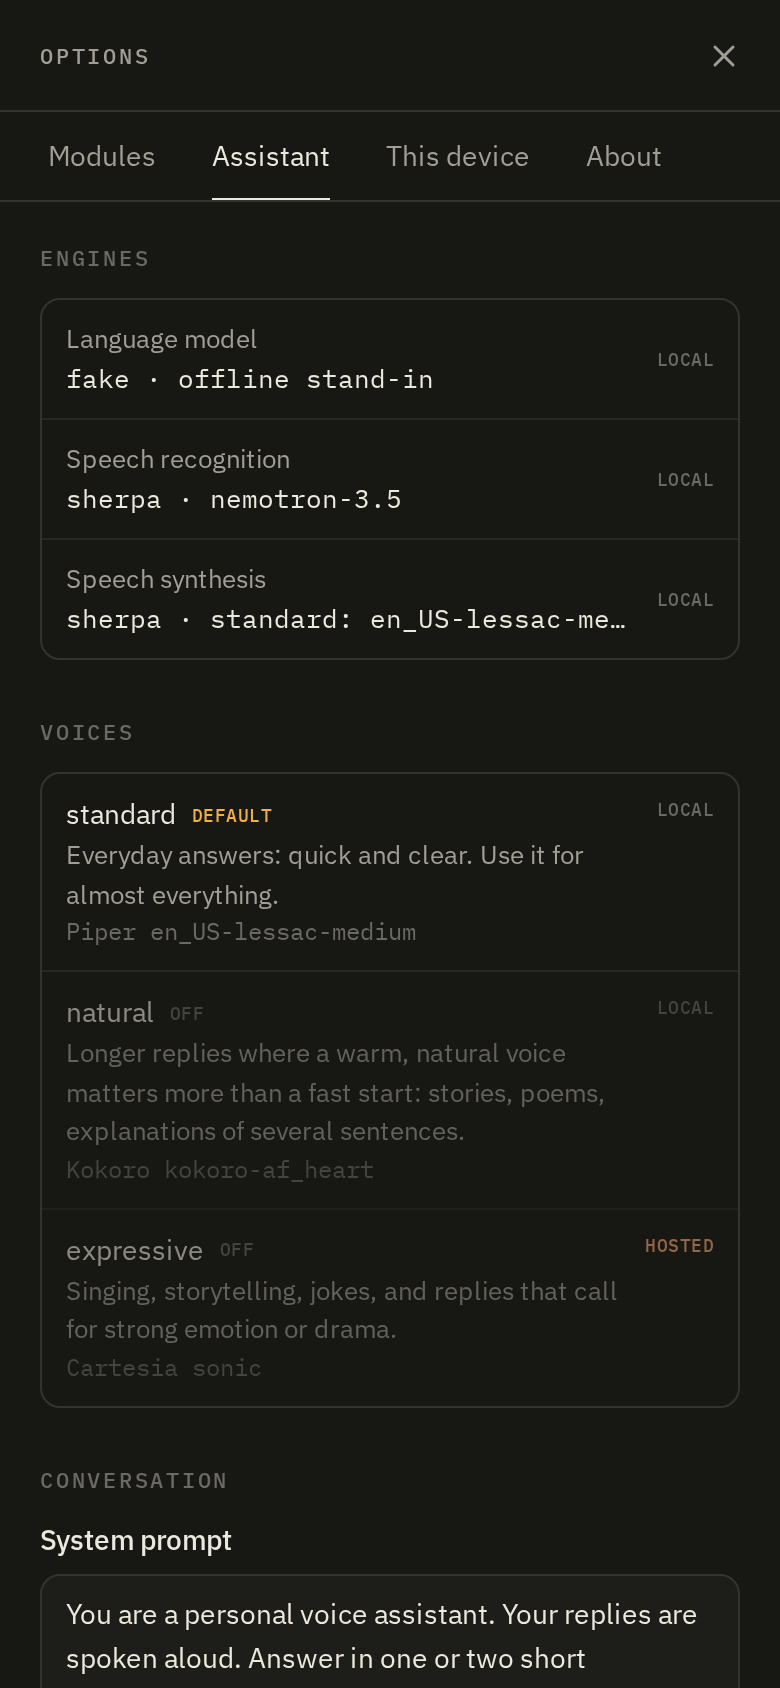 OPTIONS
Modules Assistant This device About
ENGINES
Language model
fake · offline stand-in
LOCAL
Speech recognition
sherpa · nemotron-3.5
LOCAL
Speech synthesis
sherpa · standard: en_US-lessac-me…
LOCAL
VOICES
standard DEFAULT LOCAL
Everyday answers: quick and clear. Use it for
almost everything.
Piper en_US-lessac-medium
natural OFF LOCAL
Longer replies where a warm, natural voice
matters more than a fast start: stories, poems,
explanations of several sentences.
Kokoro kokoro-af_heart
expressive OFF HOSTED
Singing, storytelling, jokes, and replies that call
for strong emotion or drama.
Cartesia sonic
CONVERSATION
System prompt
You are a personal voice assistant. Your replies are
spoken aloud. Answer in one or two short